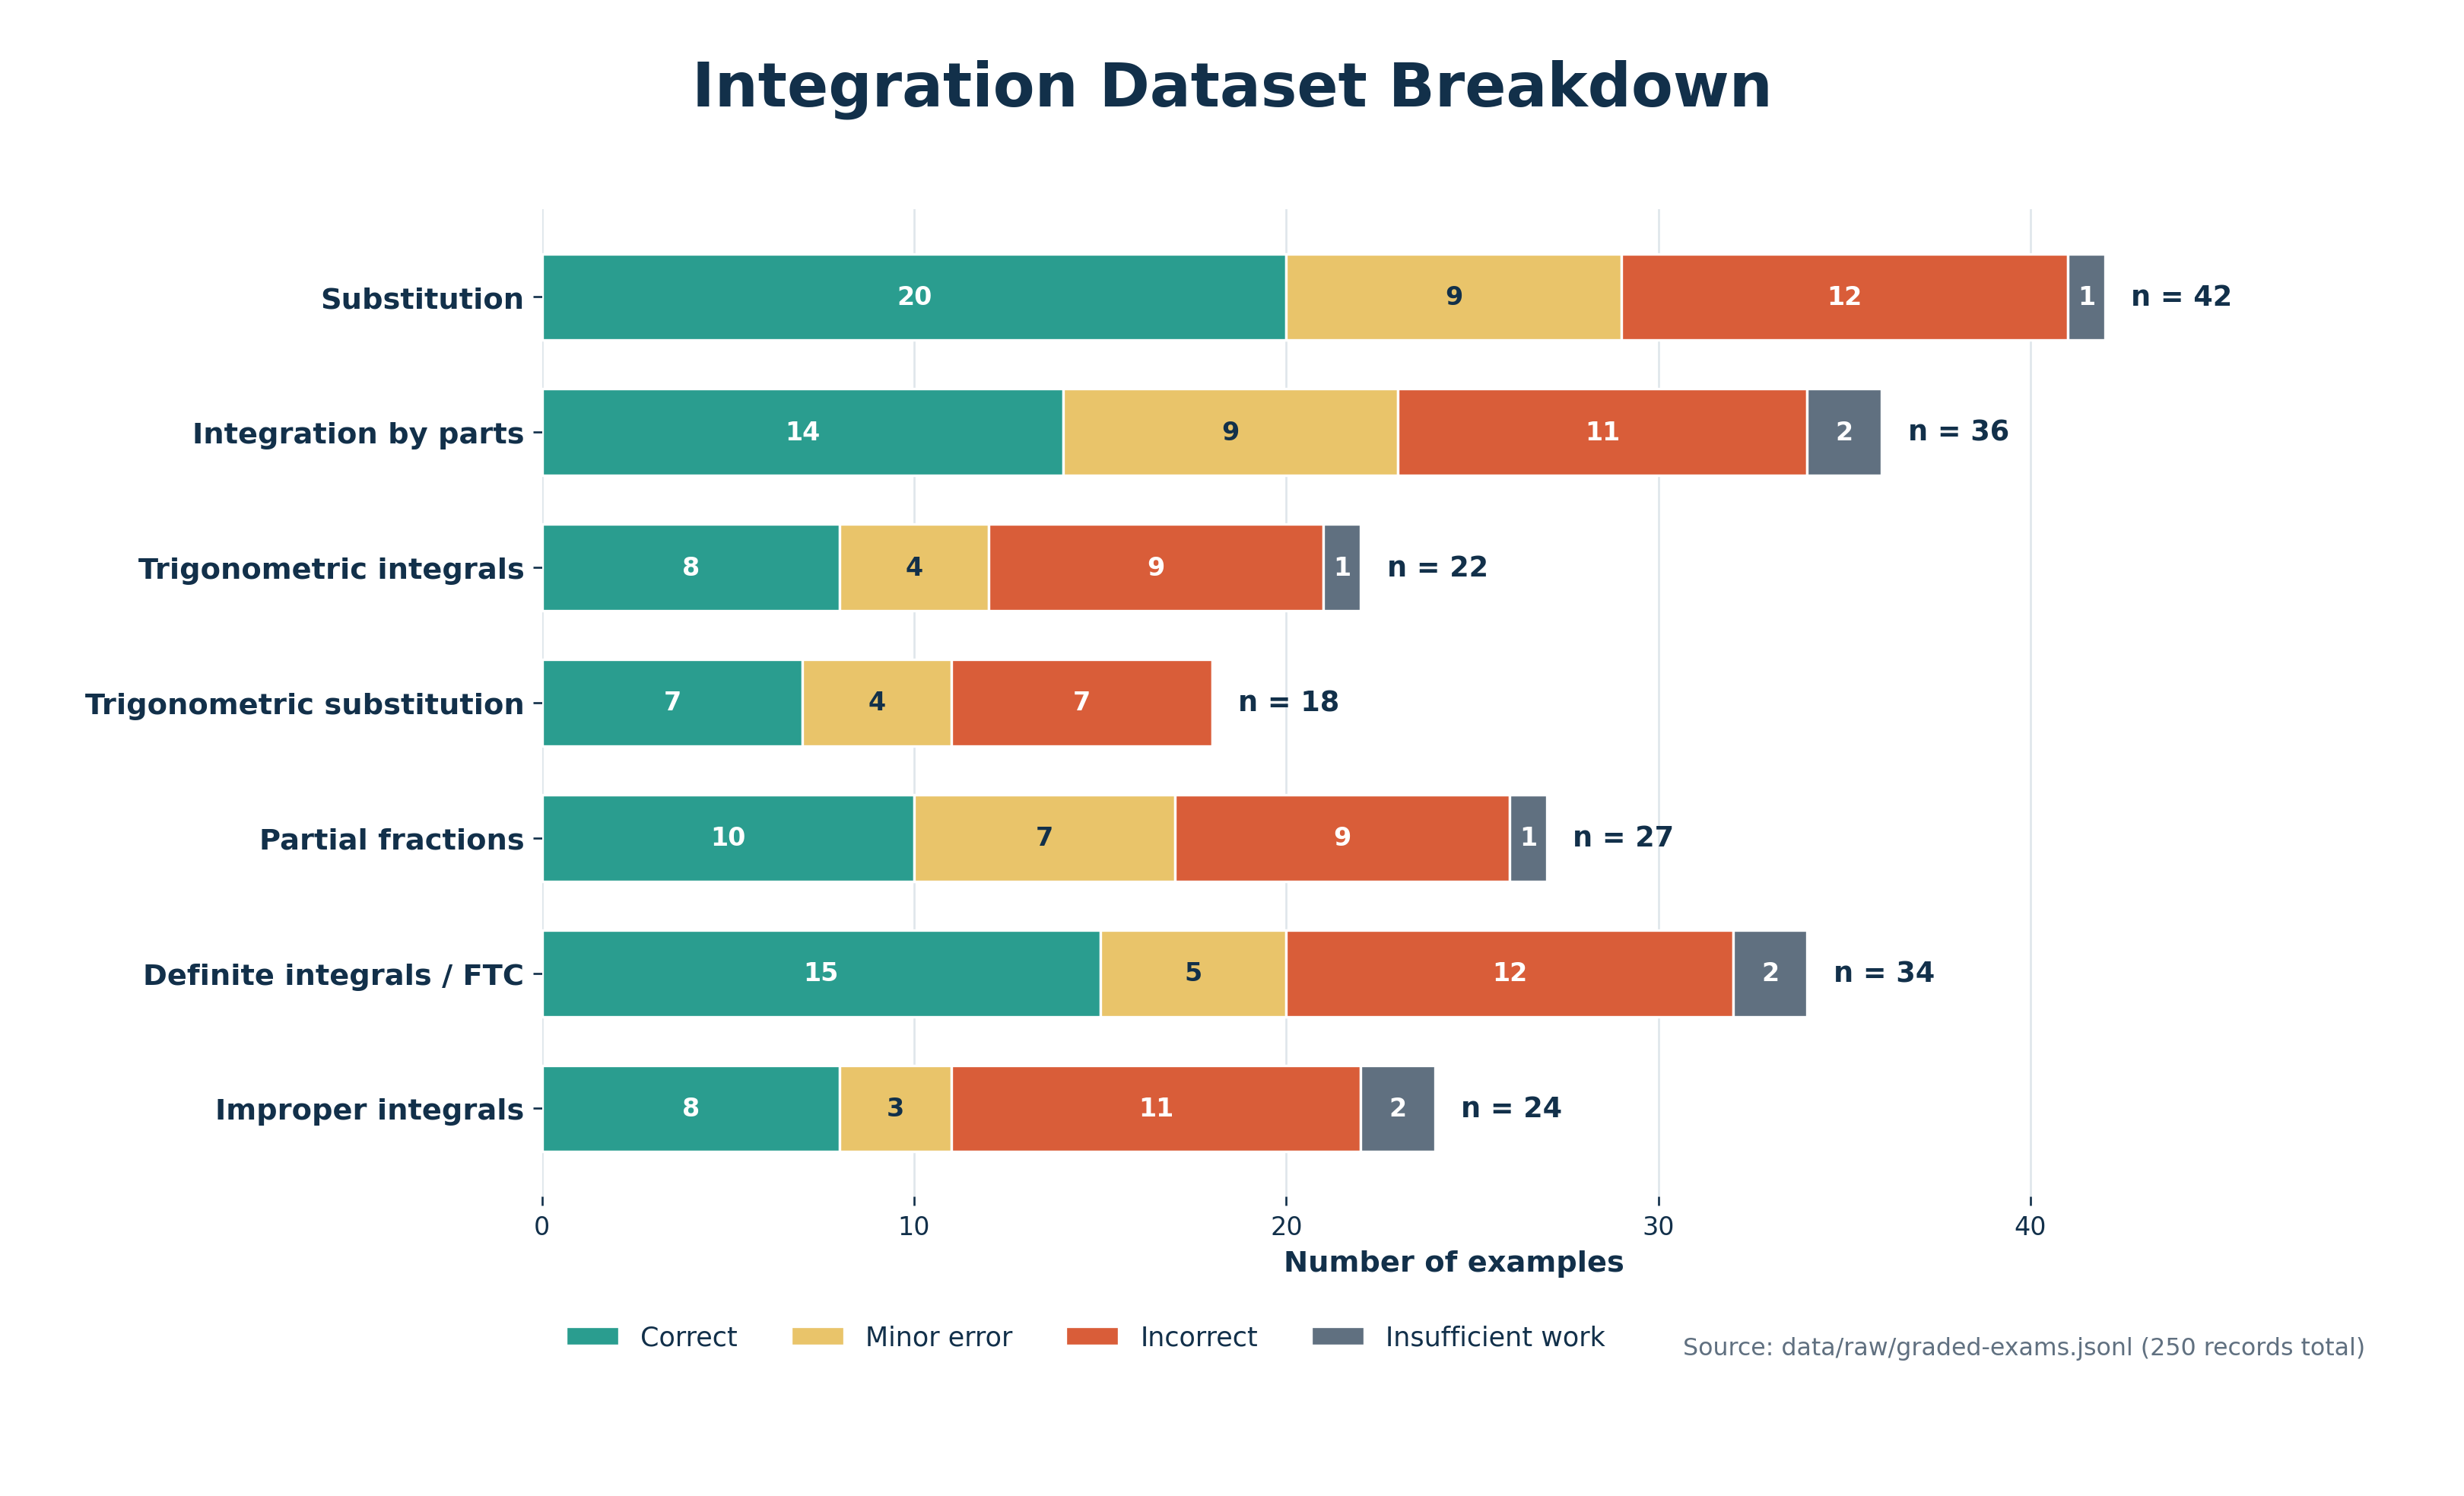 Integration Dataset Breakdown
Substitution 20 9 12 1 n = 42
Integration by parts 14 9 11 2 n = 36
Trigonometric integrals 8 4 9 1 n = 22
Trigonometric substitution 7 4 7 n = 18
Partial fractions 10 7 9 1 n = 27
Definite integrals / FTC 15 5 12 2 n = 34
Improper integrals 8 3 11 2 n = 24
0 10 20 30 40
Number of examples
Correct Minor error Incorrect Insufficient work
Source: data/raw/graded-exams.jsonl (250 records total)